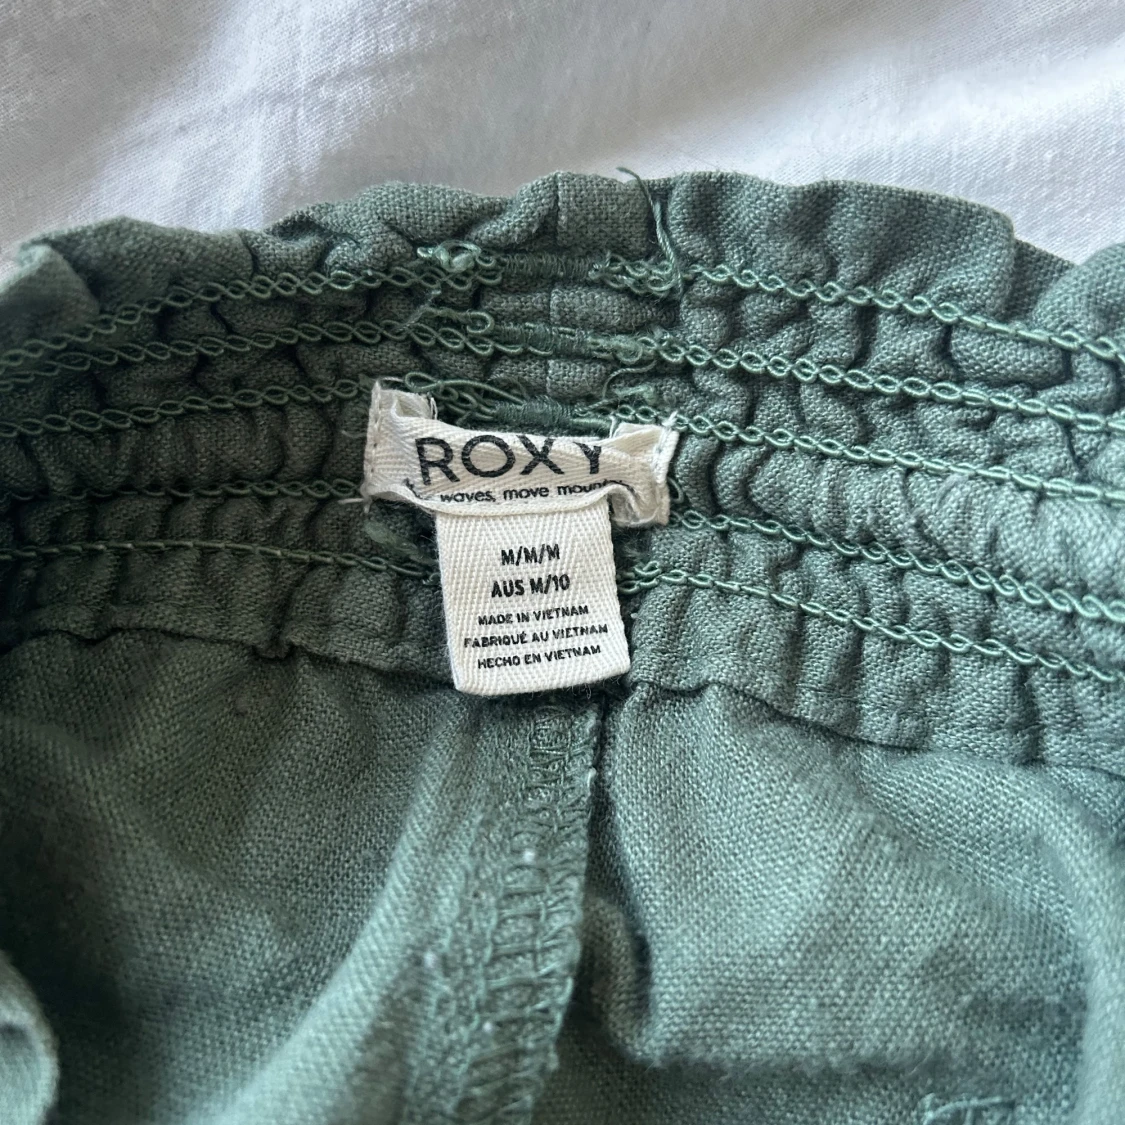 ROXY
waves, move
M/M/M
AUS M/10
MADE IN VIETNAM
FABRIQUÉ AU VIETNAM
HECHO EN VIETNAM